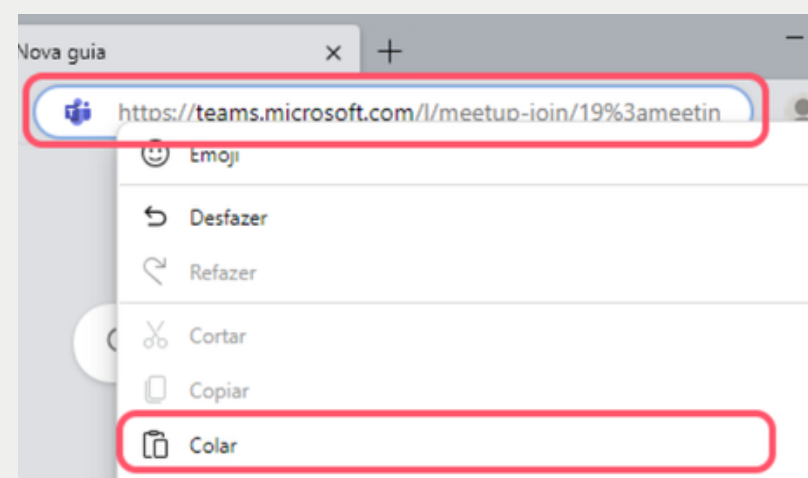 Nova guia
https://teams.microsoft.com/l/meetup-join/19%3ameetin
Emoji
Desfazer
Refazer
Cortar
Copiar
Colar